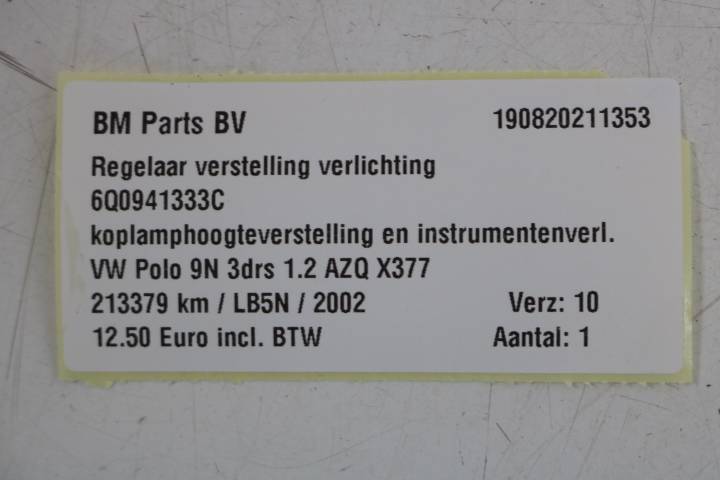 BM Parts BV 190820211353
Regelaar verstelling verlichting
6Q0941333C
koplamphoogteverstelling en instrumentenverl.
VW Polo 9N 3drs 1.2 AZQ X377
213379 km / LB5N / 2002 Verz: 10
12.50 Euro incl. BTW Aantal: 1